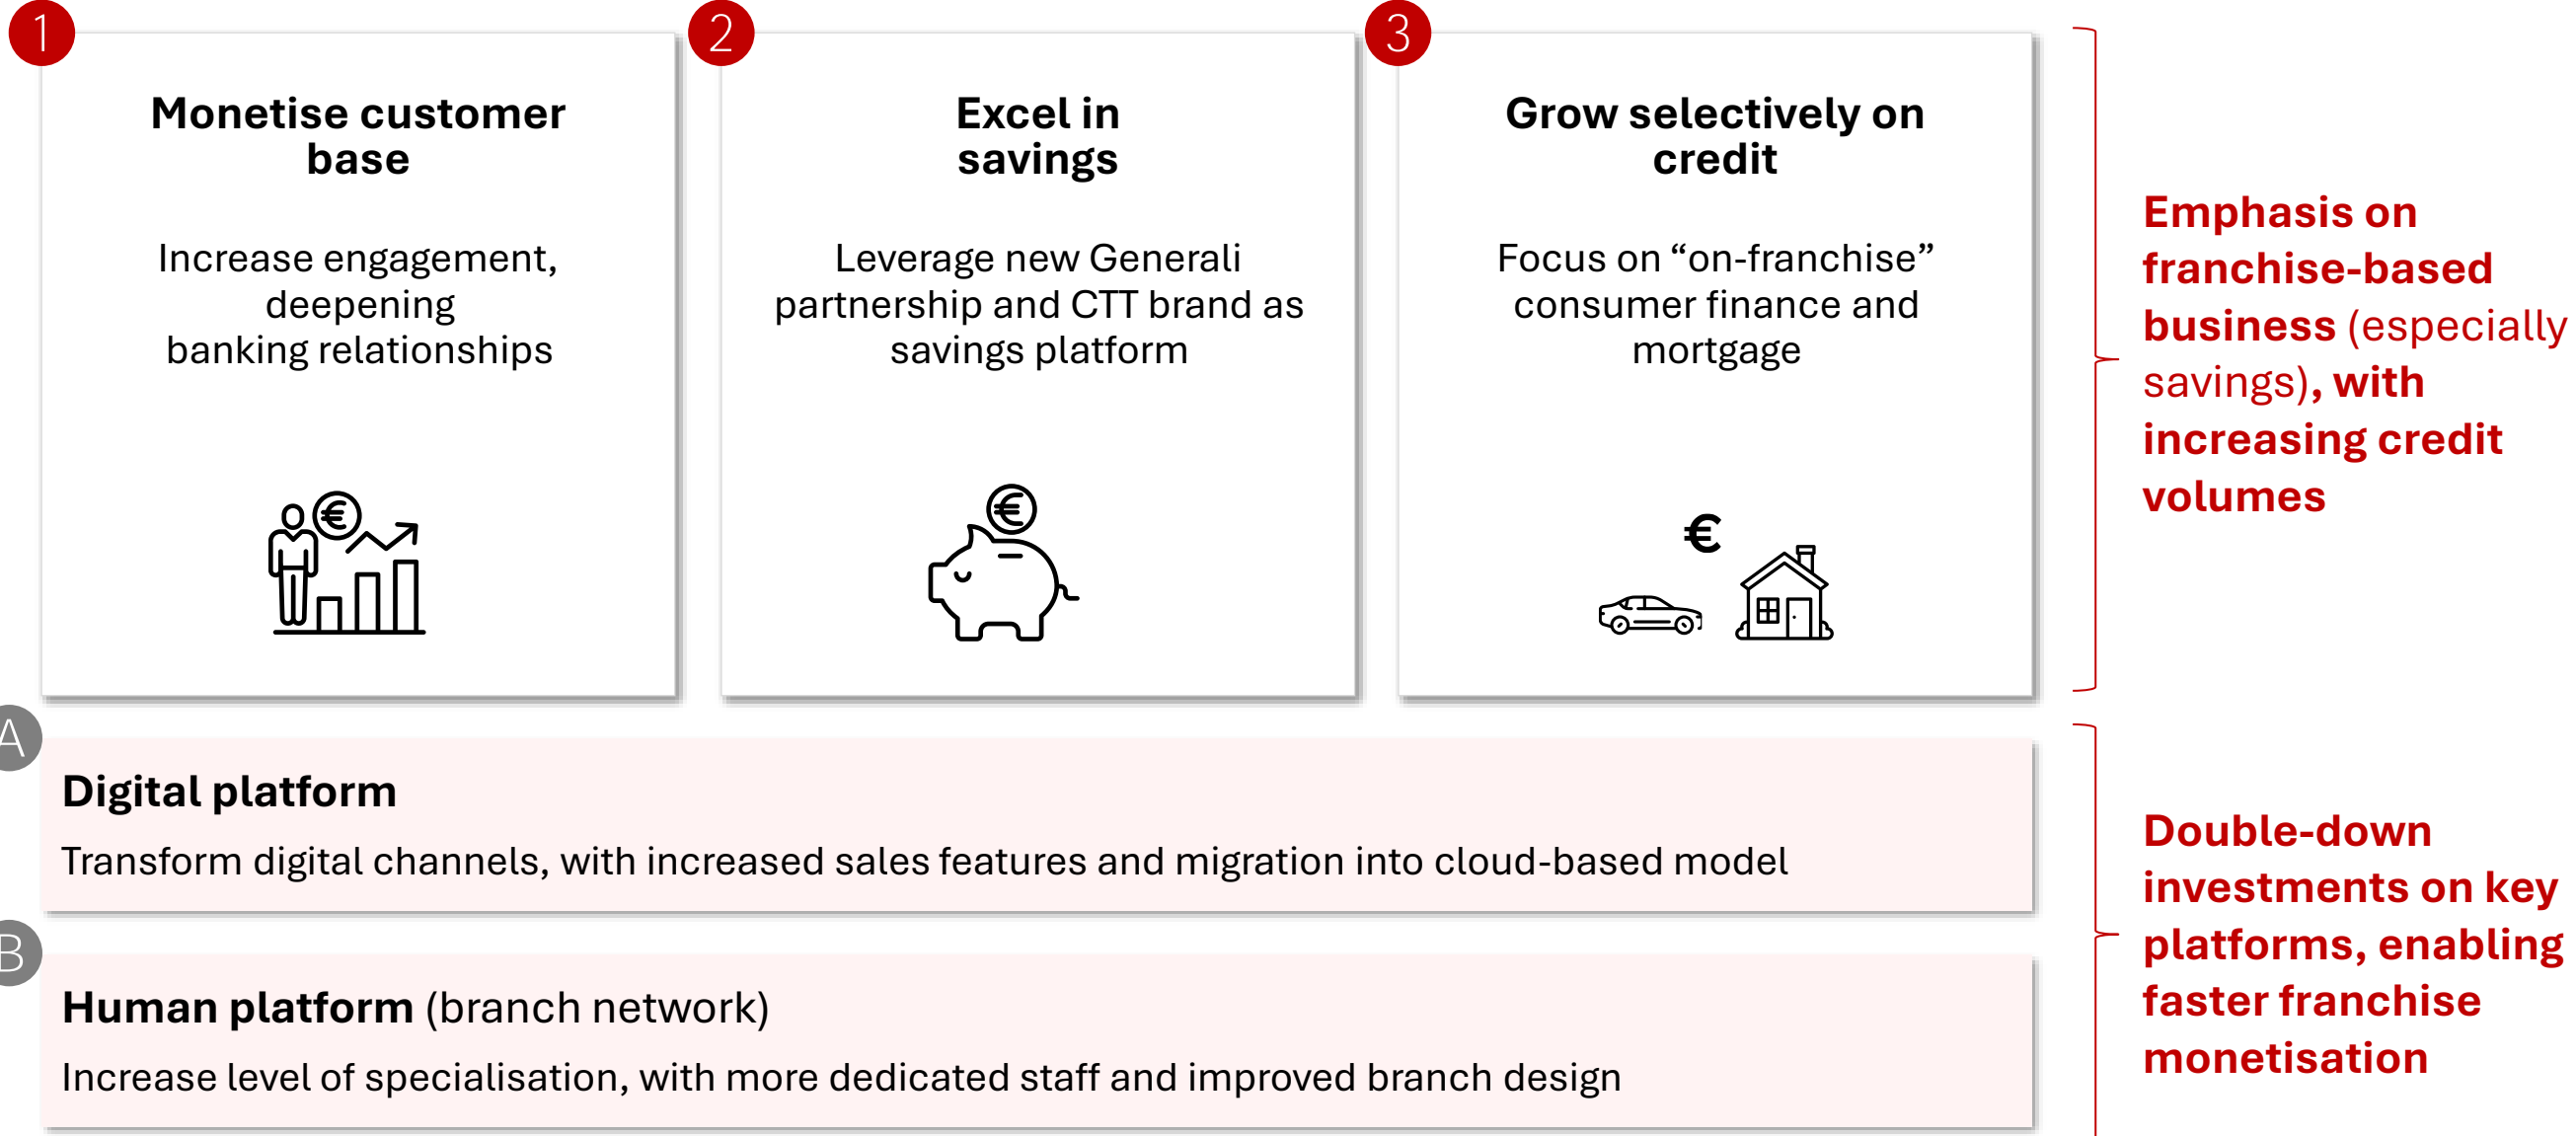 1
Monetise customer
base
Increase engagement,
deepening
banking relationships
€
2
Excel in
savings
Leverage new Generali
partnership and CTT brand as
savings platform
€
3
Grow selectively on
credit
Focus on “on-franchise”
consumer finance and
mortgage
€
Emphasis on
franchise-based
business (especially
savings), with
increasing credit
volumes
A
Digital platform
Transform digital channels, with increased sales features and migration into cloud-based model
B
Human platform (branch network)
Increase level of specialisation, with more dedicated staff and improved branch design
Double-down
investments on key
platforms, enabling
faster franchise
monetisation